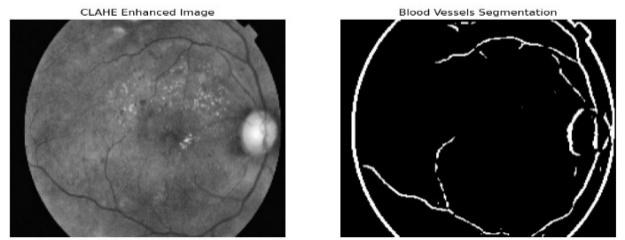 CLAHE Enhanced Image
Blood Vessels Segmentation